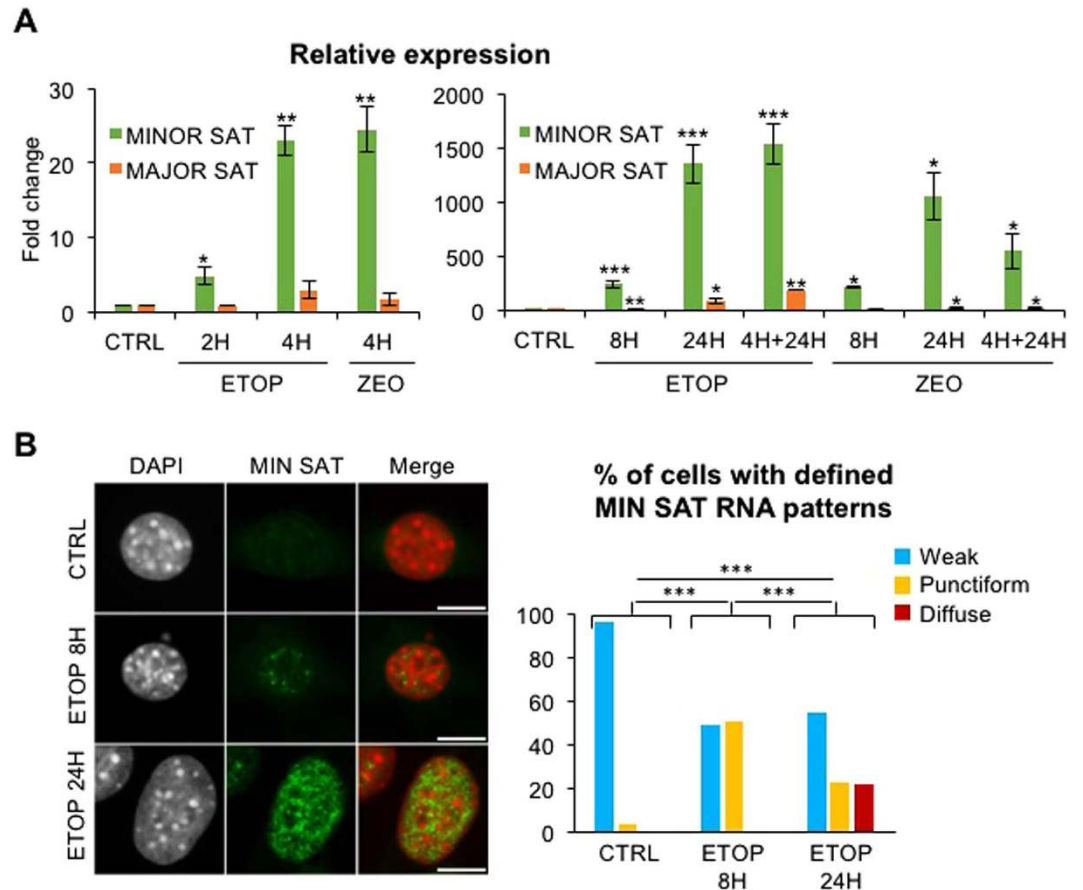 A
Relative expression
Fold change
30
20
10
0
MINOR SAT
MAJOR SAT
*
**
**
CTRL 2H 4H 4H
ETOP ZEO
2000
1500
1000
500
0
MINOR SAT
MAJOR SAT
***
**
***
*
***
**
*
*
*
*
*
CTRL 8H 24H 4H+24H 8H 24H 4H+24H
ETOP ZEO
B
DAPI MIN SAT Merge
CTRL
ETOP 8H
ETOP 24H
% of cells with defined
MIN SAT RNA patterns
Weak
Punctiform
Diffuse
***
*** ***
100
80
60
40
20
0
CTRL ETOP ETOP
8H 24H